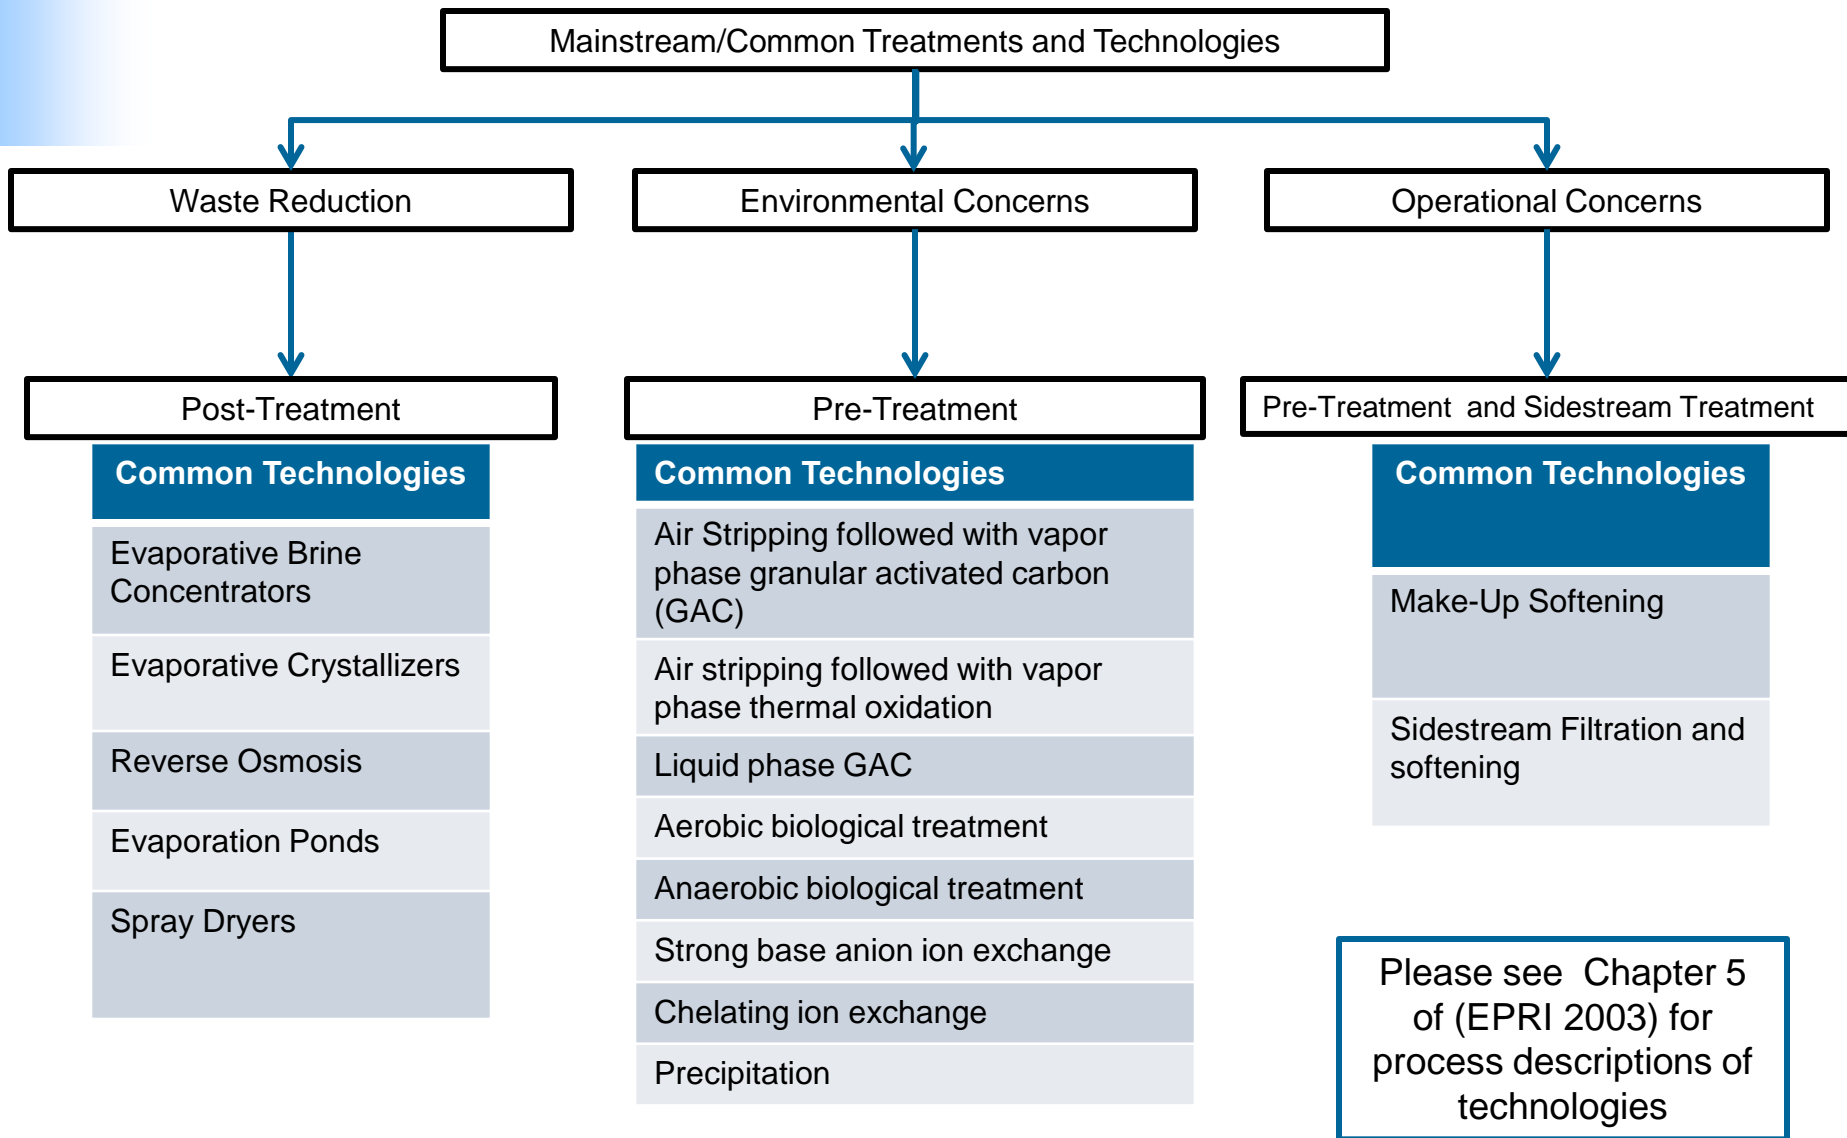 Mainstream/Common Treatments and Technologies
Waste Reduction
Environmental Concerns
Operational Concerns
Post-Treatment
Pre-Treatment
Pre-Treatment and Sidestream Treatment
Common Technologies
Evaporative Brine
Concentrators
Evaporative Crystallizers
Reverse Osmosis
Evaporation Ponds
Spray Dryers
Common Technologies
Air Stripping followed with vapor
phase granular activated carbon
(GAC)
Air stripping followed with vapor
phase thermal oxidation
Liquid phase GAC
Aerobic biological treatment
Anaerobic biological treatment
Strong base anion ion exchange
Chelating ion exchange
Precipitation
Common Technologies
Make-Up Softening
Sidestream Filtration and
softening
Please see Chapter 5
of (EPRI 2003) for
process descriptions of
technologies